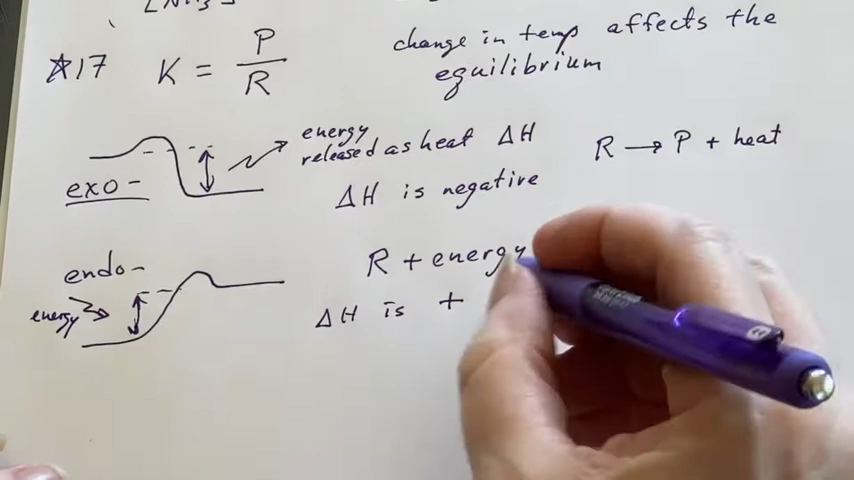 [NH3]
☆17 K = P/R
change in temp affects the
equilibrium
exo-
energy
released as heat ΔH
ΔH is negative
R → P + heat
endo-
energy
R + energy
ΔH is +